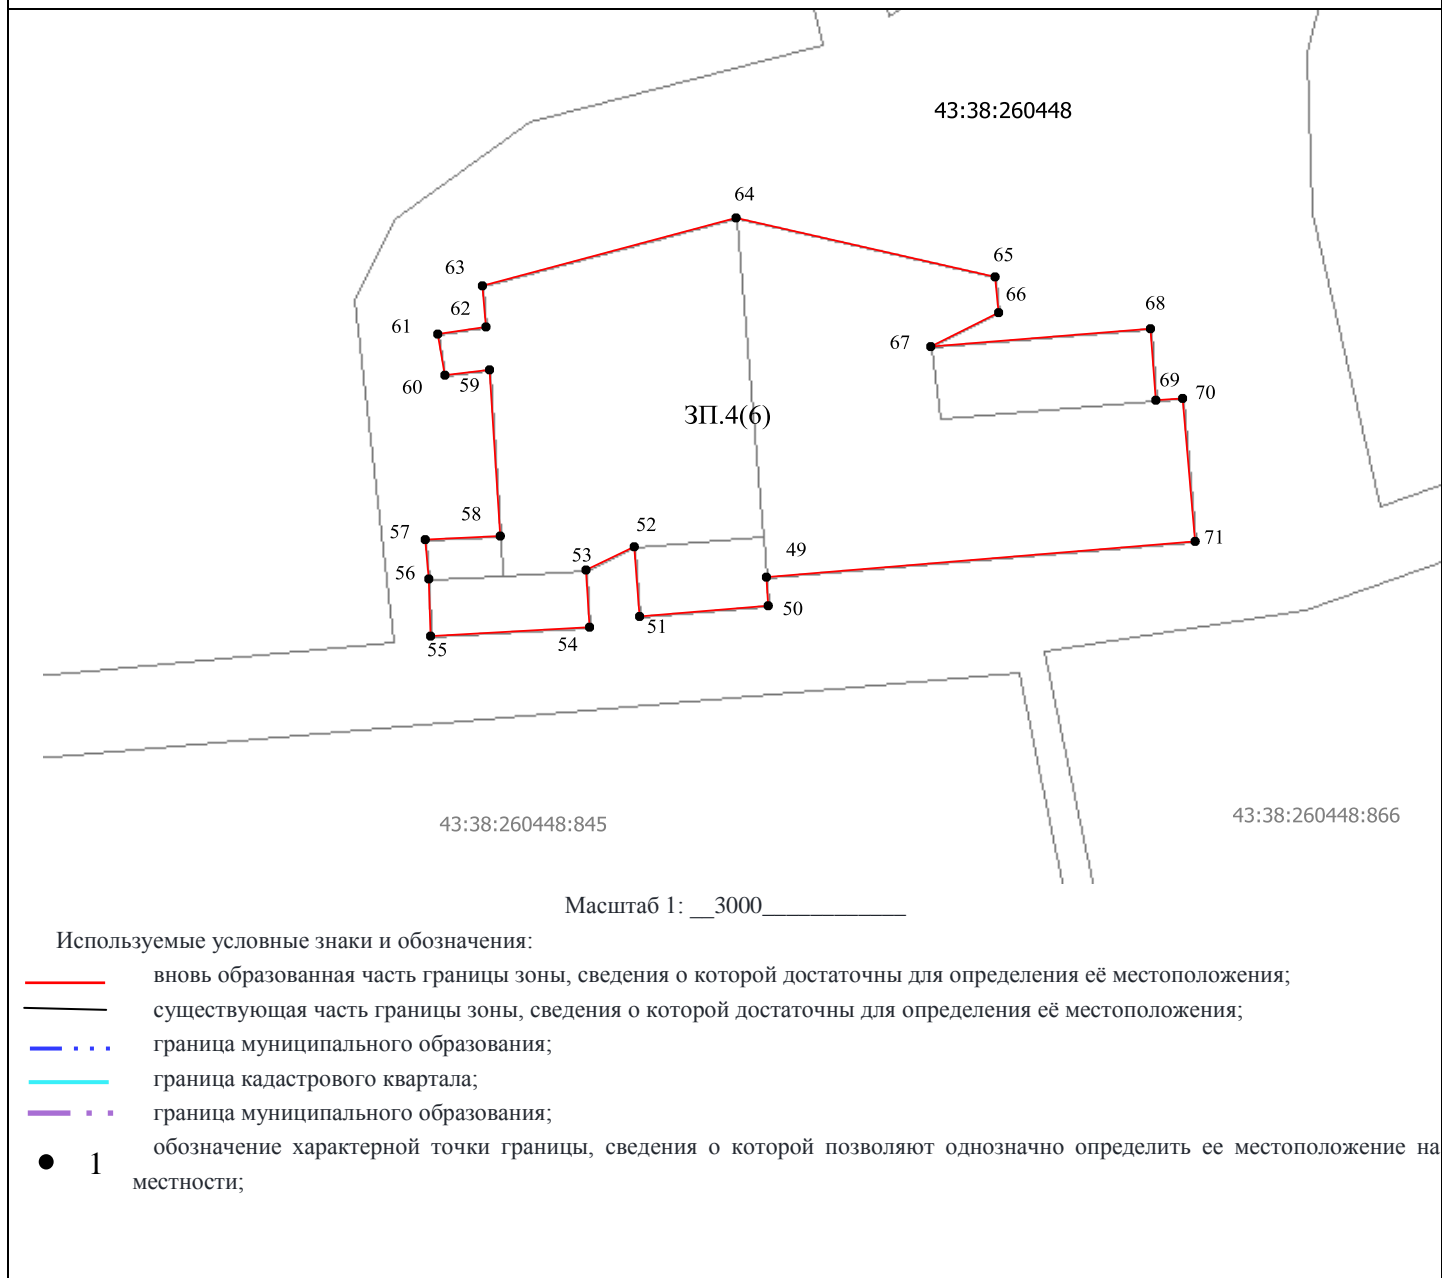 43:38:260448
64
65
63
66
62
68
61
67
60
59
69
70
ЗП.4(6)
58
57
52
71
53
49
56
50
51
54
55
43:38:260448:845
43:38:260448:866
Масштаб 1: __3000____________
Используемые условные знаки и обозначения:
вновь образованная часть границы зоны, сведения о которой достаточны для определения её местоположения;
существующая часть границы зоны, сведения о которой достаточны для определения её местоположения;
граница муниципального образования;
граница кадастрового квартала;
граница муниципального образования;
обозначение характерной точки границы, сведения о которой позволяют однозначно определить ее местоположение на
1
местности;